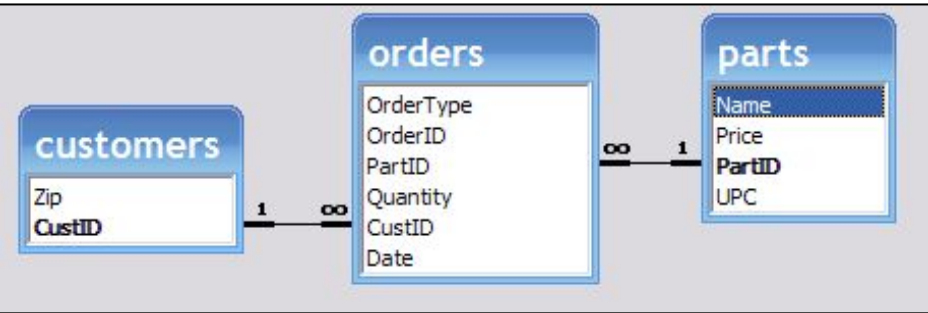 customers
Zip
CustID
1
∞
orders
OrderType
OrderID
PartID
Quantity
CustID
Date
∞
1
parts
Name
Price
PartID
UPC